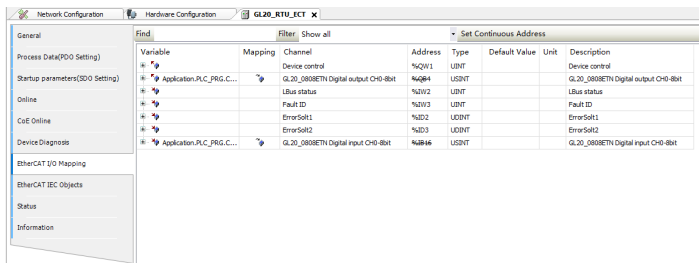 Network Configuration Hardware Configuration GL20_RTU_ECT x
General
Process Data(PDO Setting)
Startup parameters(SDO Setting)
Online
CoE Online
Device Diagnosis
EtherCAT I/O Mapping
EtherCAT IEC Objects
Status
Information
Find Filter Show all Set Continuous Address
Variable Mapping Channel Address Type Default Value Unit Description
Device control %QW1 UINT Device control
Application.PLC_PRG.C... GL20_0808ETN Digital output CH0-8bit %QB4 USINT GL20_0808ETN Digital output CH0-8bit
LBus status %IW2 UINT LBus status
Fault ID %IW3 UINT Fault ID
ErrorSolt1 %ID2 UDINT ErrorSolt1
ErrorSolt2 %ID3 UDINT ErrorSolt2
Application.PLC_PRG.C... GL20_0808ETN Digital input CH0-8bit %IB16 USINT GL20_0808ETN Digital input CH0-8bit